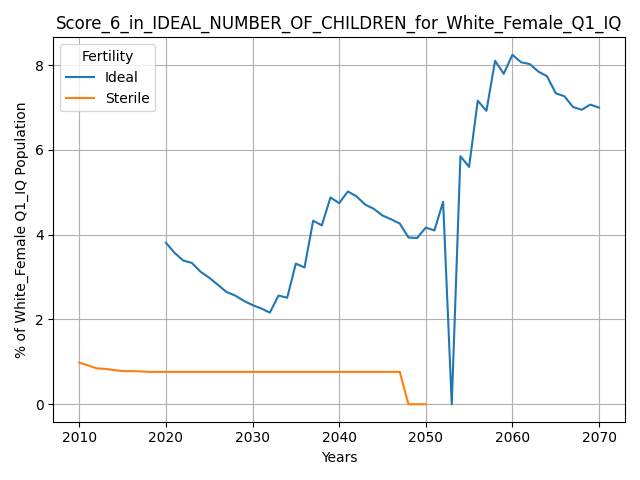 Score_6_in_IDEAL_NUMBER_OF_CHILDREN_for_White_Female_Q1_IQ
Fertility
Ideal
Sterile
% of White_Female Q1_IQ Population
8
6
4
2
0
2010 2020 2030 2040 2050 2060 2070
Years